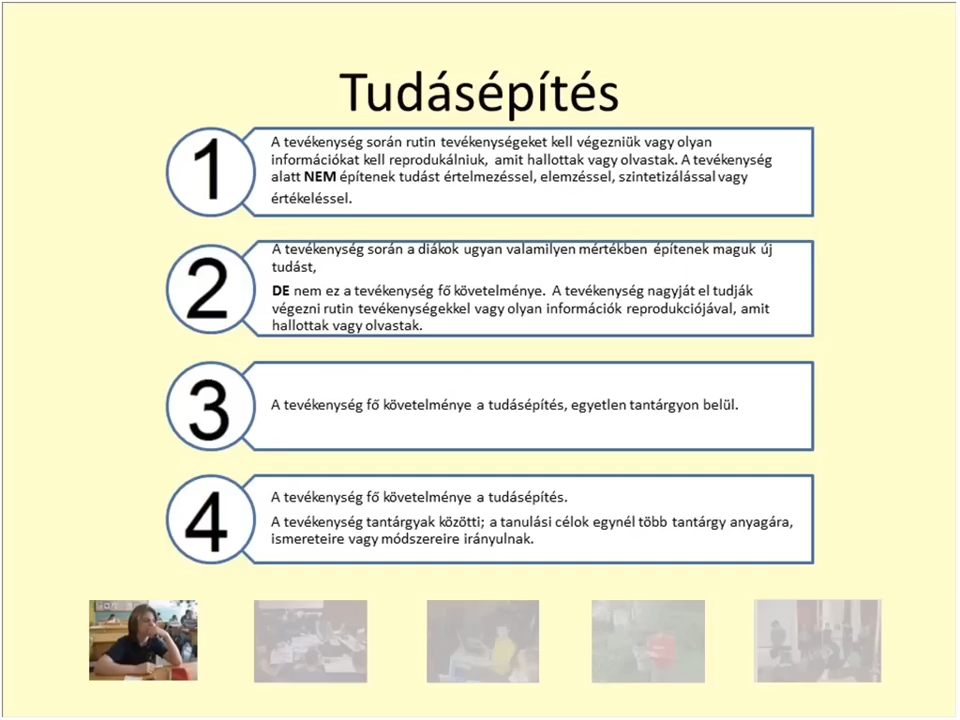 Tudásépítés
1
A tevékenység során rutin tevékenységeket kell végezniük vagy olyan
információkat kell reprodukálniuk, amit hallottak vagy olvastak. A tevékenység
alatt NEM építenek tudást értelmezéssel, elemzéssel, szintetizálással vagy
értékeléssel.
2
A tevékenység során a diákok ugyan valamilyen mértékben építenek maguk új
tudást,
DE nem ez a tevékenység fő követelménye. A tevékenység nagyját el tudják
végezni rutin tevékenységekkel vagy olyan információk reprodukciójával, amit
hallottak vagy olvastak.
3
A tevékenység fő követelménye a tudásépítés, egyetlen tantárgyon belül.
4
A tevékenység fő követelménye a tudásépítés.
A tevékenység tantárgyak közötti; a tanulási célok egynél több tantárgy anyagára,
ismereteire vagy módszereire irányulnak.